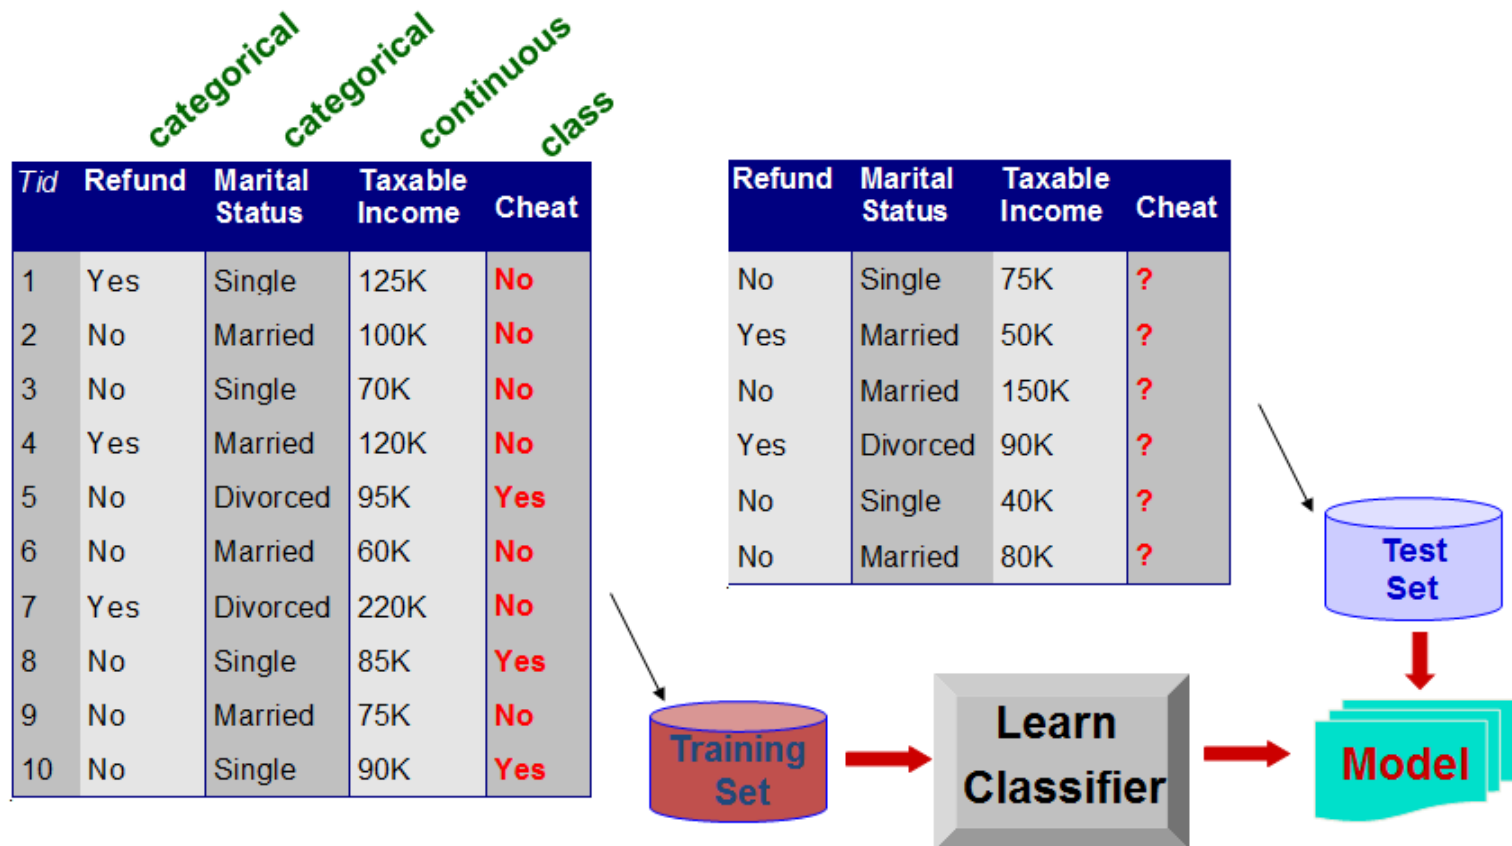 categorical
categorical
continuous
class
Tid Refund Marital Status Taxable Income Cheat
1 Yes Single 125K No
2 No Married 100K No
3 No Single 70K No
4 Yes Married 120K No
5 No Divorced 95K Yes
6 No Married 60K No
7 Yes Divorced 220K No
8 No Single 85K Yes
9 No Married 75K No
10 No Single 90K Yes
Refund Marital Status Taxable Income Cheat
No Single 75K ?
Yes Married 50K ?
No Married 150K ?
Yes Divorced 90K ?
No Single 40K ?
No Married 80K ?
Test
Set
Training
Set
Learn
Classifier
Model